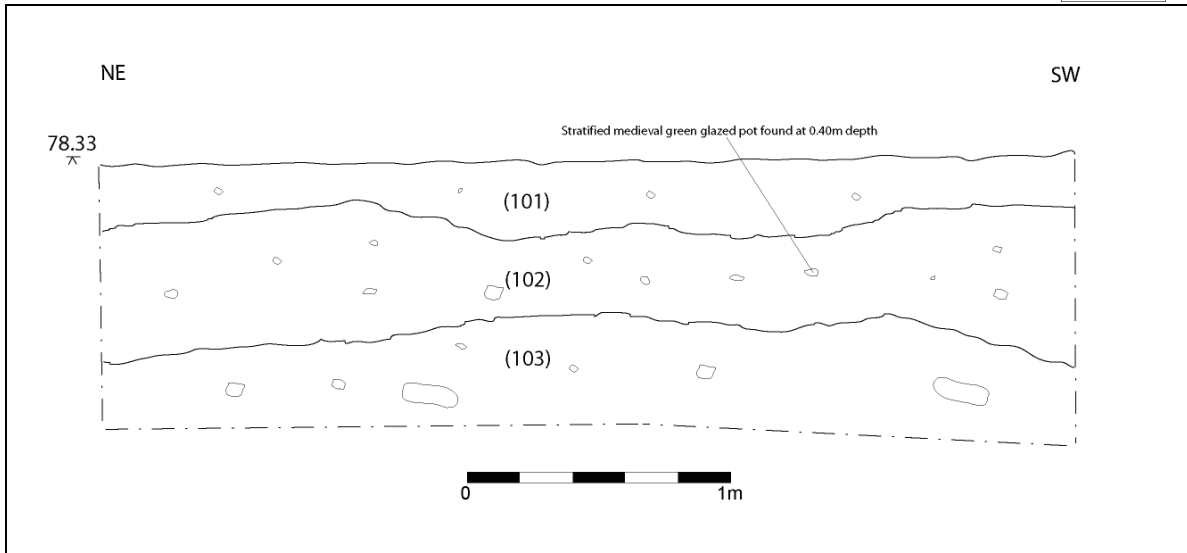 NE
SW
78.33
Stratified medieval green glazed pot found at 0.40m depth
(101)
(102)
(103)
0
1m